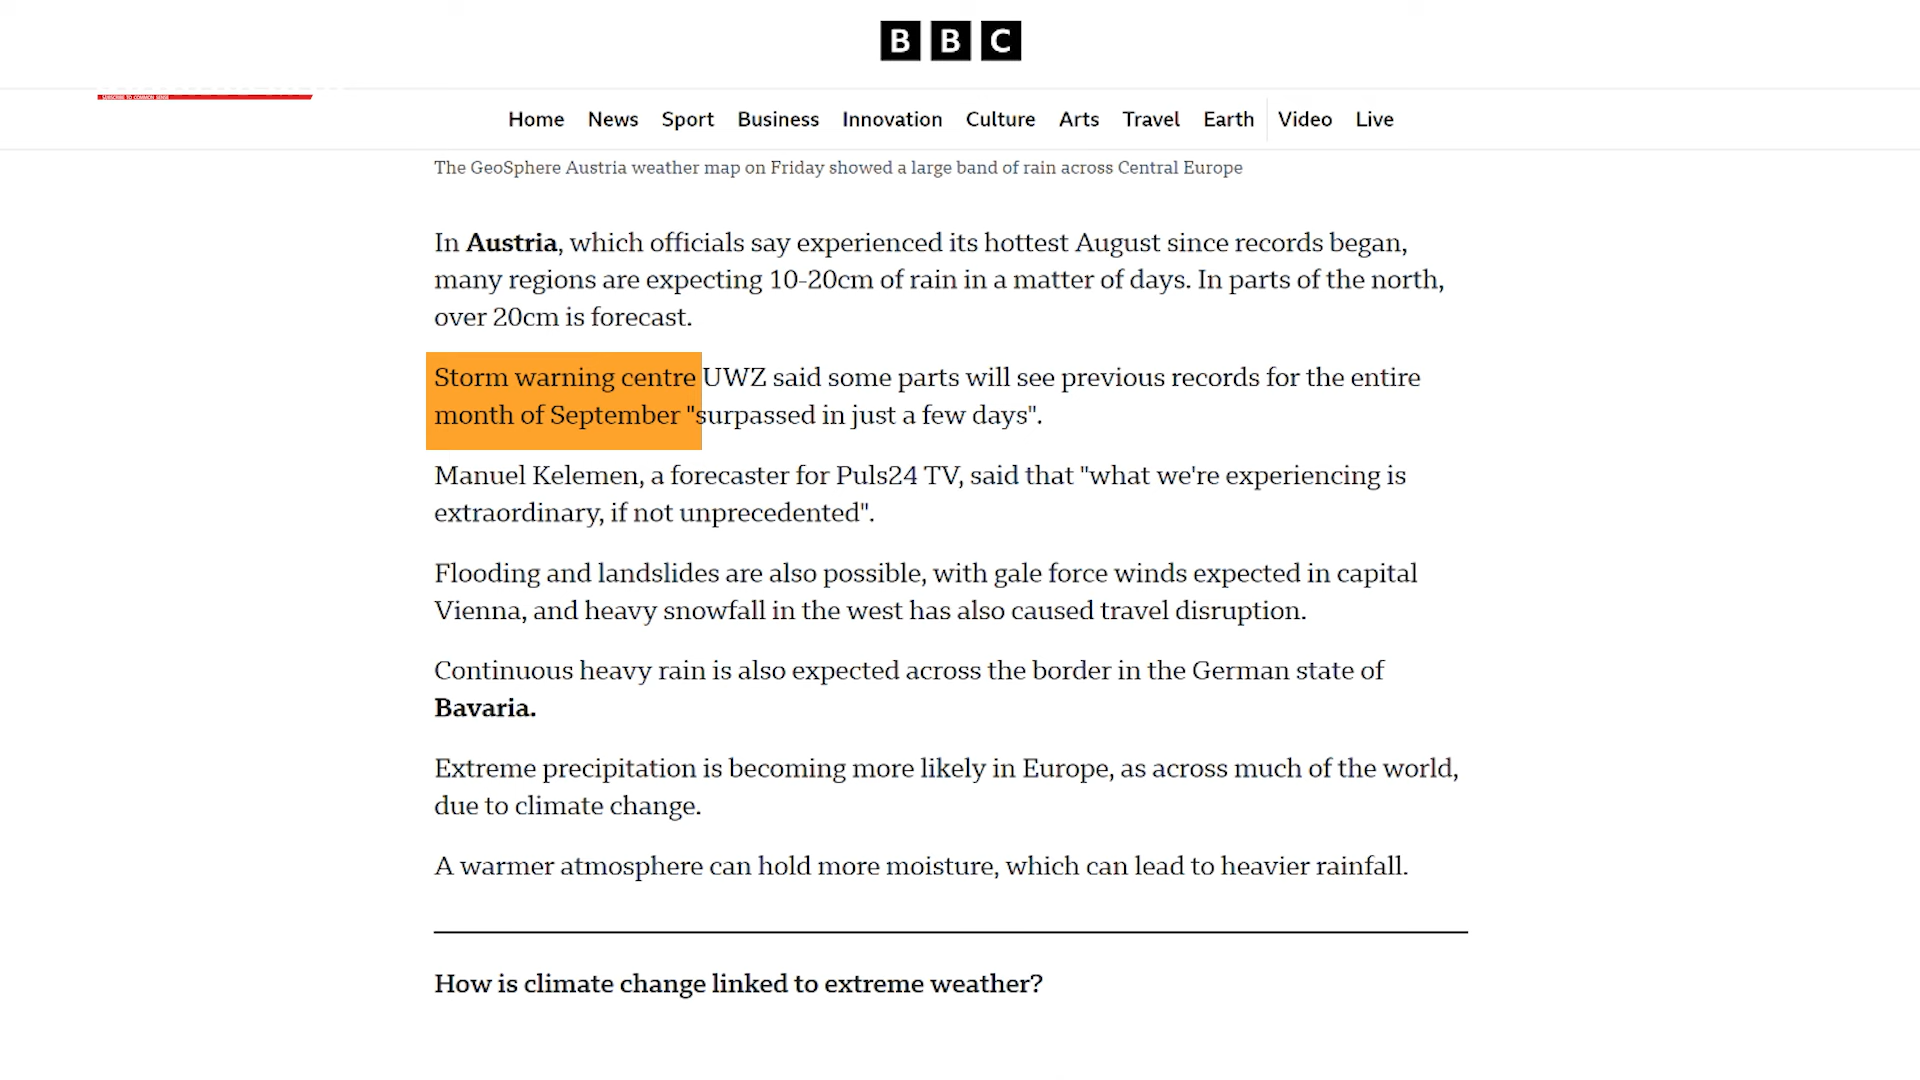 BBC
SUBSCRIBE TO COMMON SENSE
Home News Sport Business Innovation Culture Arts Travel Earth Video Live
The GeoSphere Austria weather map on Friday showed a large band of rain across Central Europe
In Austria, which officials say experienced its hottest August since records began,
many regions are expecting 10-20cm of rain in a matter of days. In parts of the north,
over 20cm is forecast.
Storm warning centre UWZ said some parts will see previous records for the entire
month of September "surpassed in just a few days".
Manuel Kelemen, a forecaster for Puls24 TV, said that "what we're experiencing is
extraordinary, if not unprecedented".
Flooding and landslides are also possible, with gale force winds expected in capital
Vienna, and heavy snowfall in the west has also caused travel disruption.
Continuous heavy rain is also expected across the border in the German state of
Bavaria.
Extreme precipitation is becoming more likely in Europe, as across much of the world,
due to climate change.
A warmer atmosphere can hold more moisture, which can lead to heavier rainfall.
How is climate change linked to extreme weather?